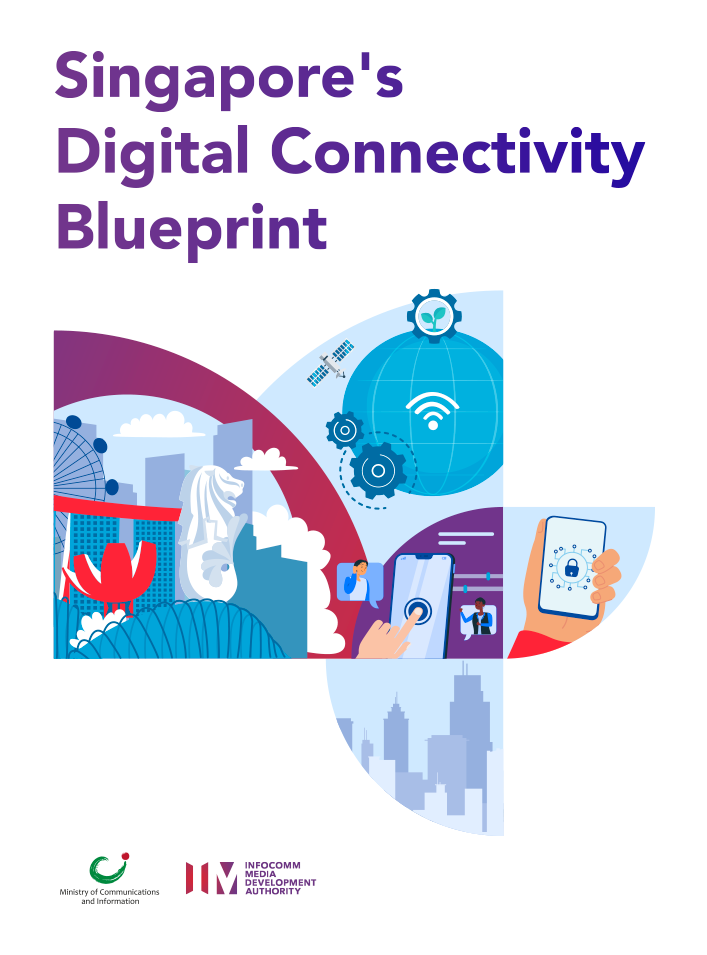 Singapore's
Digital Connectivity
Blueprint
Ministry of Communications
and Information
INFOCOMM
MEDIA
DEVELOPMENT
AUTHORITY